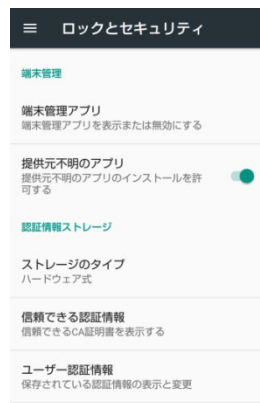 ロックとセキュリティ
端末管理
端末管理アプリ
端末管理アプリを表示または無効にする
提供元不明のアプリ
提供元不明のアプリのインストールを許
可する
認証情報ストレージ
ストレージのタイプ
ハードウェア式
信頼できる認証情報
信頼できるCA証明書を表示する
ユーザー認証情報
保存されている認証情報の表示と変更